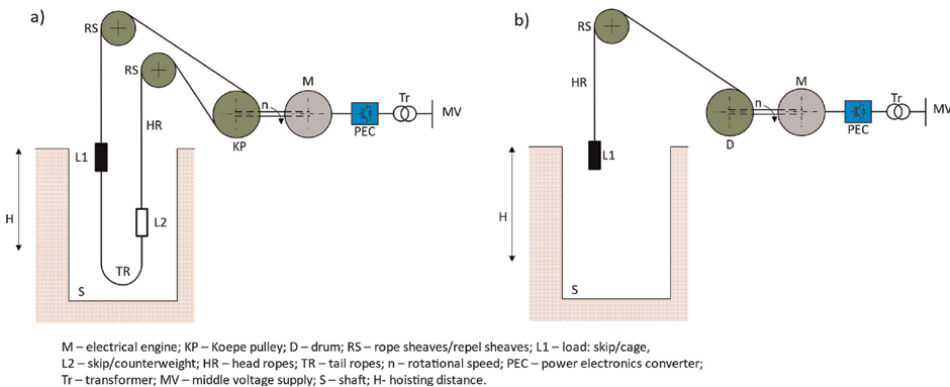 a)
RS
RS
M
n
Tr
MV
PEC
KP
HR
L1
H
L2
TR
S
b)
RS
HR
M
n
Tr
MV
PEC
D
L1
H
S
M – electrical engine; KP – Koepe pulley; D – drum; RS – rope sheaves/repel sheaves; L1 – load: skip/cage,
L2 – skip/counterweight; HR – head ropes; TR – tail ropes; n – rotational speed; PEC – power electronics converter;
Tr – transformer; MV – middle voltage supply; S – shaft; H- hoisting distance.